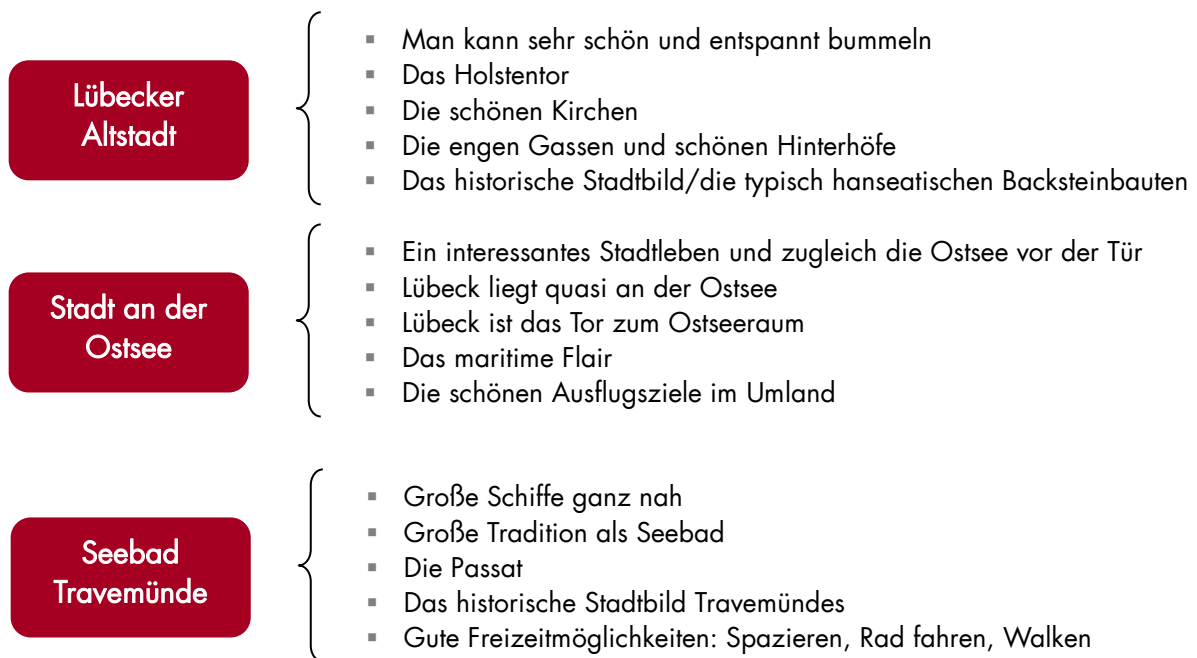 Lübecker
Altstadt
Man kann sehr schön und entspannt bummeln
Das Holstentor
Die schönen Kirchen
Die engen Gassen und schönen Hinterhöfe
Das historische Stadtbild/die typisch hanseatischen Backsteinbauten
Stadt an der
Ostsee
Ein interessantes Stadtleben und zugleich die Ostsee vor der Tür
Lübeck liegt quasi an der Ostsee
Lübeck ist das Tor zum Ostseeraum
Das maritime Flair
Die schönen Ausflugsziele im Umland
Seebad
Travemünde
Große Schiffe ganz nah
Große Tradition als Seebad
Die Passat
Das historische Stadtbild Travemündes
Gute Freizeitmöglichkeiten: Spazieren, Rad fahren, Walken